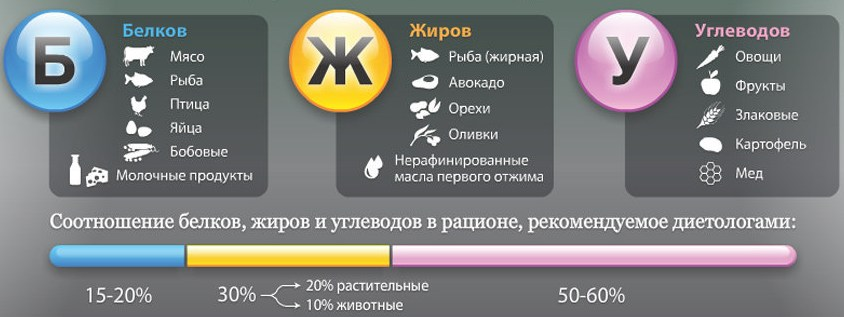 Б
Белков
Мясо
Рыба
Птица
Яйца
Бобовые
Молочные продукты
Ж
Жиров
Рыба (жирная)
Авокадо
Орехи
Оливки
Нерафинированные
масла первого отжима
У
Углеводов
Овощи
Фрукты
Злаковые
Картофель
Мед
Соотношение белков, жиров и углеводов в рационе, рекомендуемое диетологами:
15-20%
30%
20% растительные
10% животные
50-60%